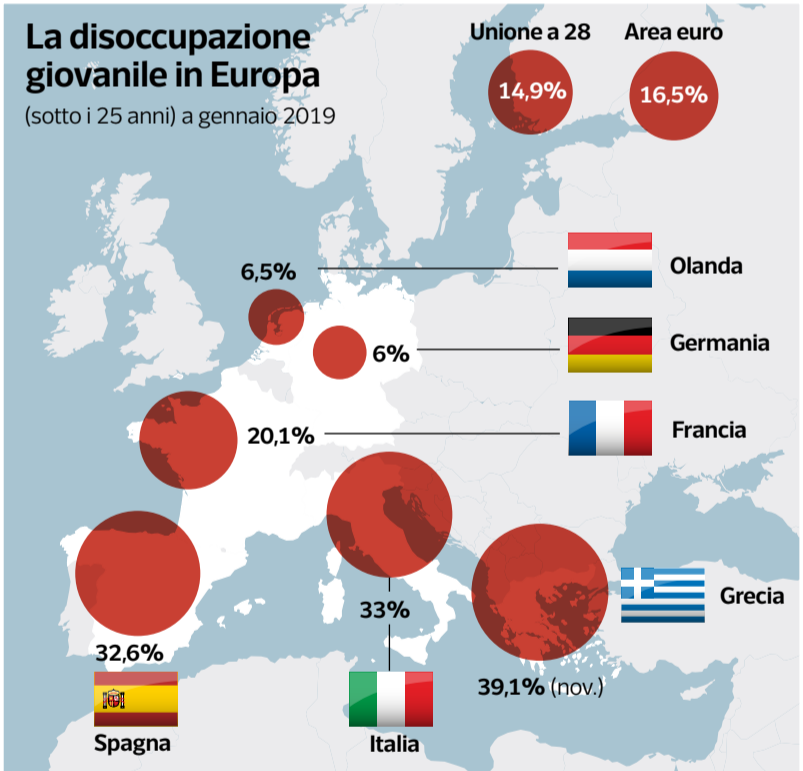 La disoccupazione
giovanile in Europa
(sotto i 25 anni) a gennaio 2019
Unione a 28
14,9%
Area euro
16,5%
6,5%
Olanda
6%
Germania
20,1%
Francia
33%
Italia
32,6%
Spagna
39,1% (nov.)
Grecia